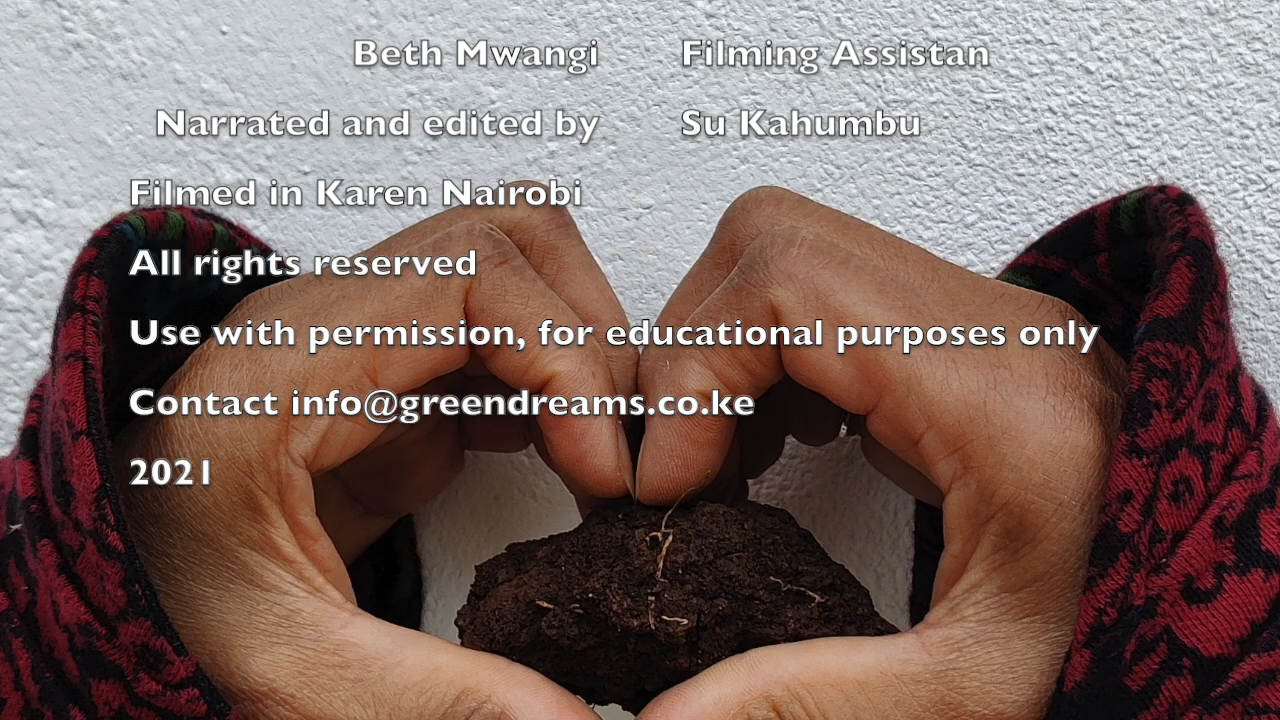 Beth Mwangi Filming Assistan
Narrated and edited by Su Kahumbu
Filmed in Karen Nairobi
All rights reserved
Use with permission, for educational purposes only
Contact info@greendreams.co.ke
2021